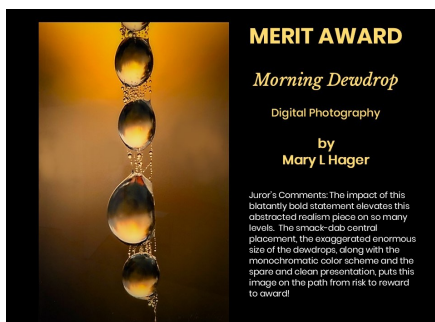 MERIT AWARD
Morning Dewdrop
Digital Photography
by
Mary L Hager
Juror's Comments: The impact of this
blatantly bold statement elevates this
abstracted realism piece on so many
levels. The smack-dab central
placement, the exaggerated enormous
size of the dewdrops, along with the
monochromatic color scheme and the
spare and clean presentation, puts this
image on the path from risk to reward
to award!